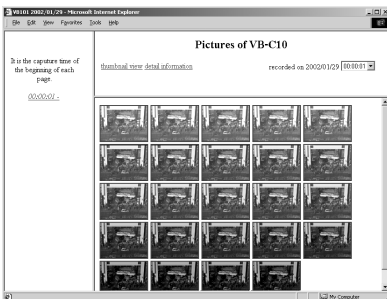 VB101 2002/01/29 - Microsoft Internet Explorer
File Edit View Favorites Tools Help
It is the caputure time of
the beginning of each
page.
00:00:01 -
Pictures of VB-C10
thumbnail view detail information
recorded on 2002/01/29 00:00:01
My Computer